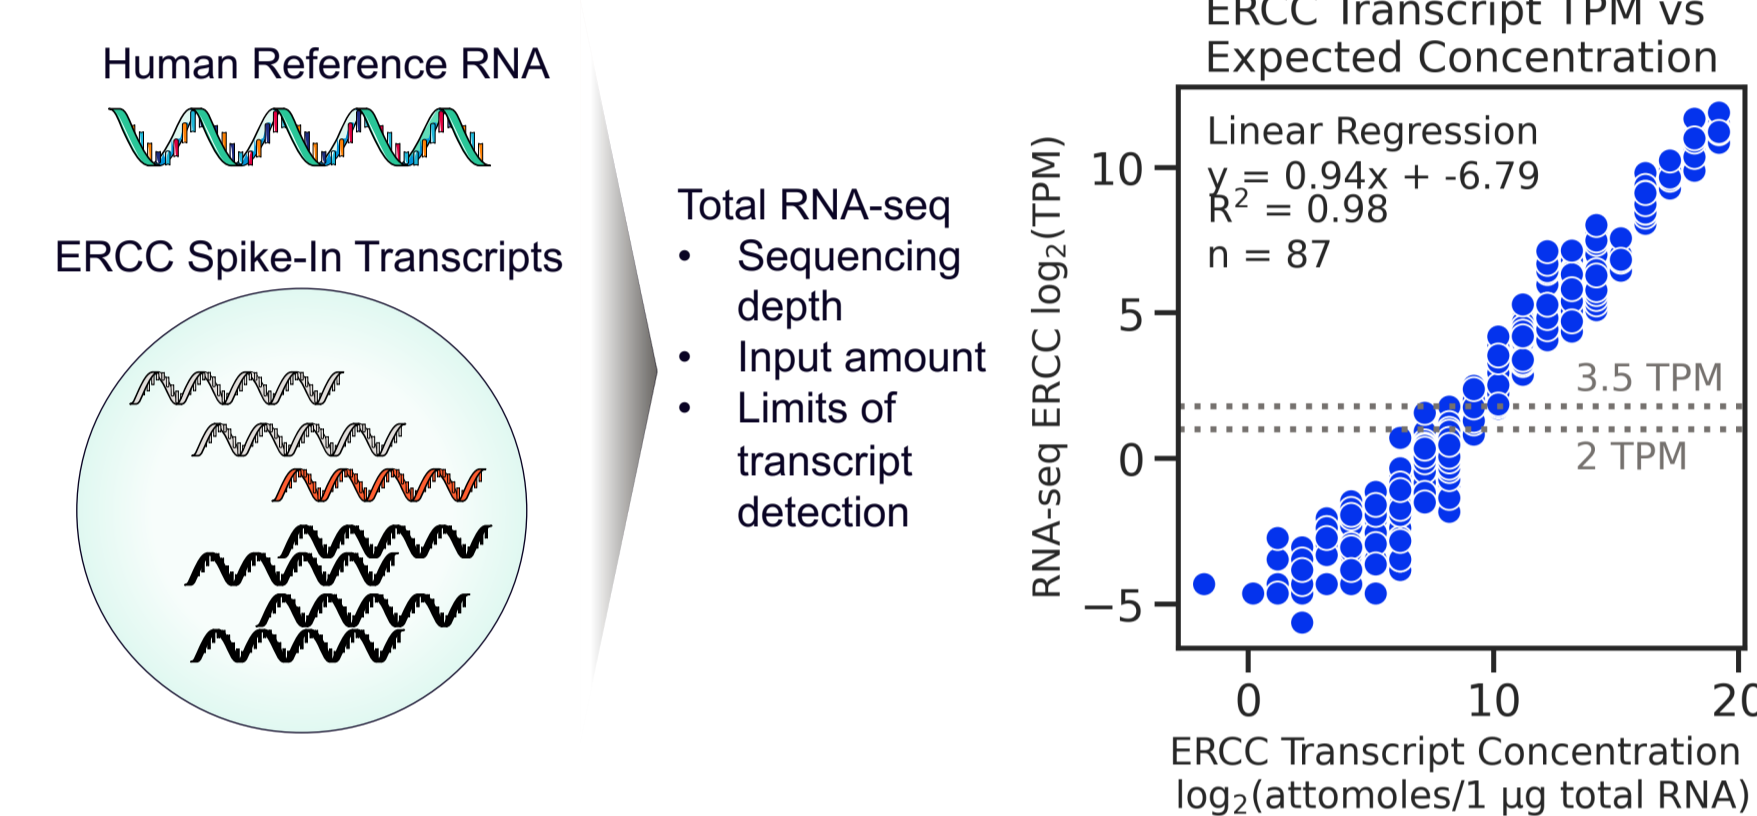 Human Reference RNA
ERCC Spike-In Transcripts
Total RNA-seq
• Sequencing
depth
• Input amount
• Limits of
transcript
detection
ERCC Transcript TPM vs
Expected Concentration
RNA-seq ERCC log₂(TPM)
Linear Regression
y = 0.94x + -6.79
R² = 0.98
n = 87
10
5
0
−5
3.5 TPM
2 TPM
0 10 20
ERCC Transcript Concentration
log₂(attomoles/1 µg total RNA)